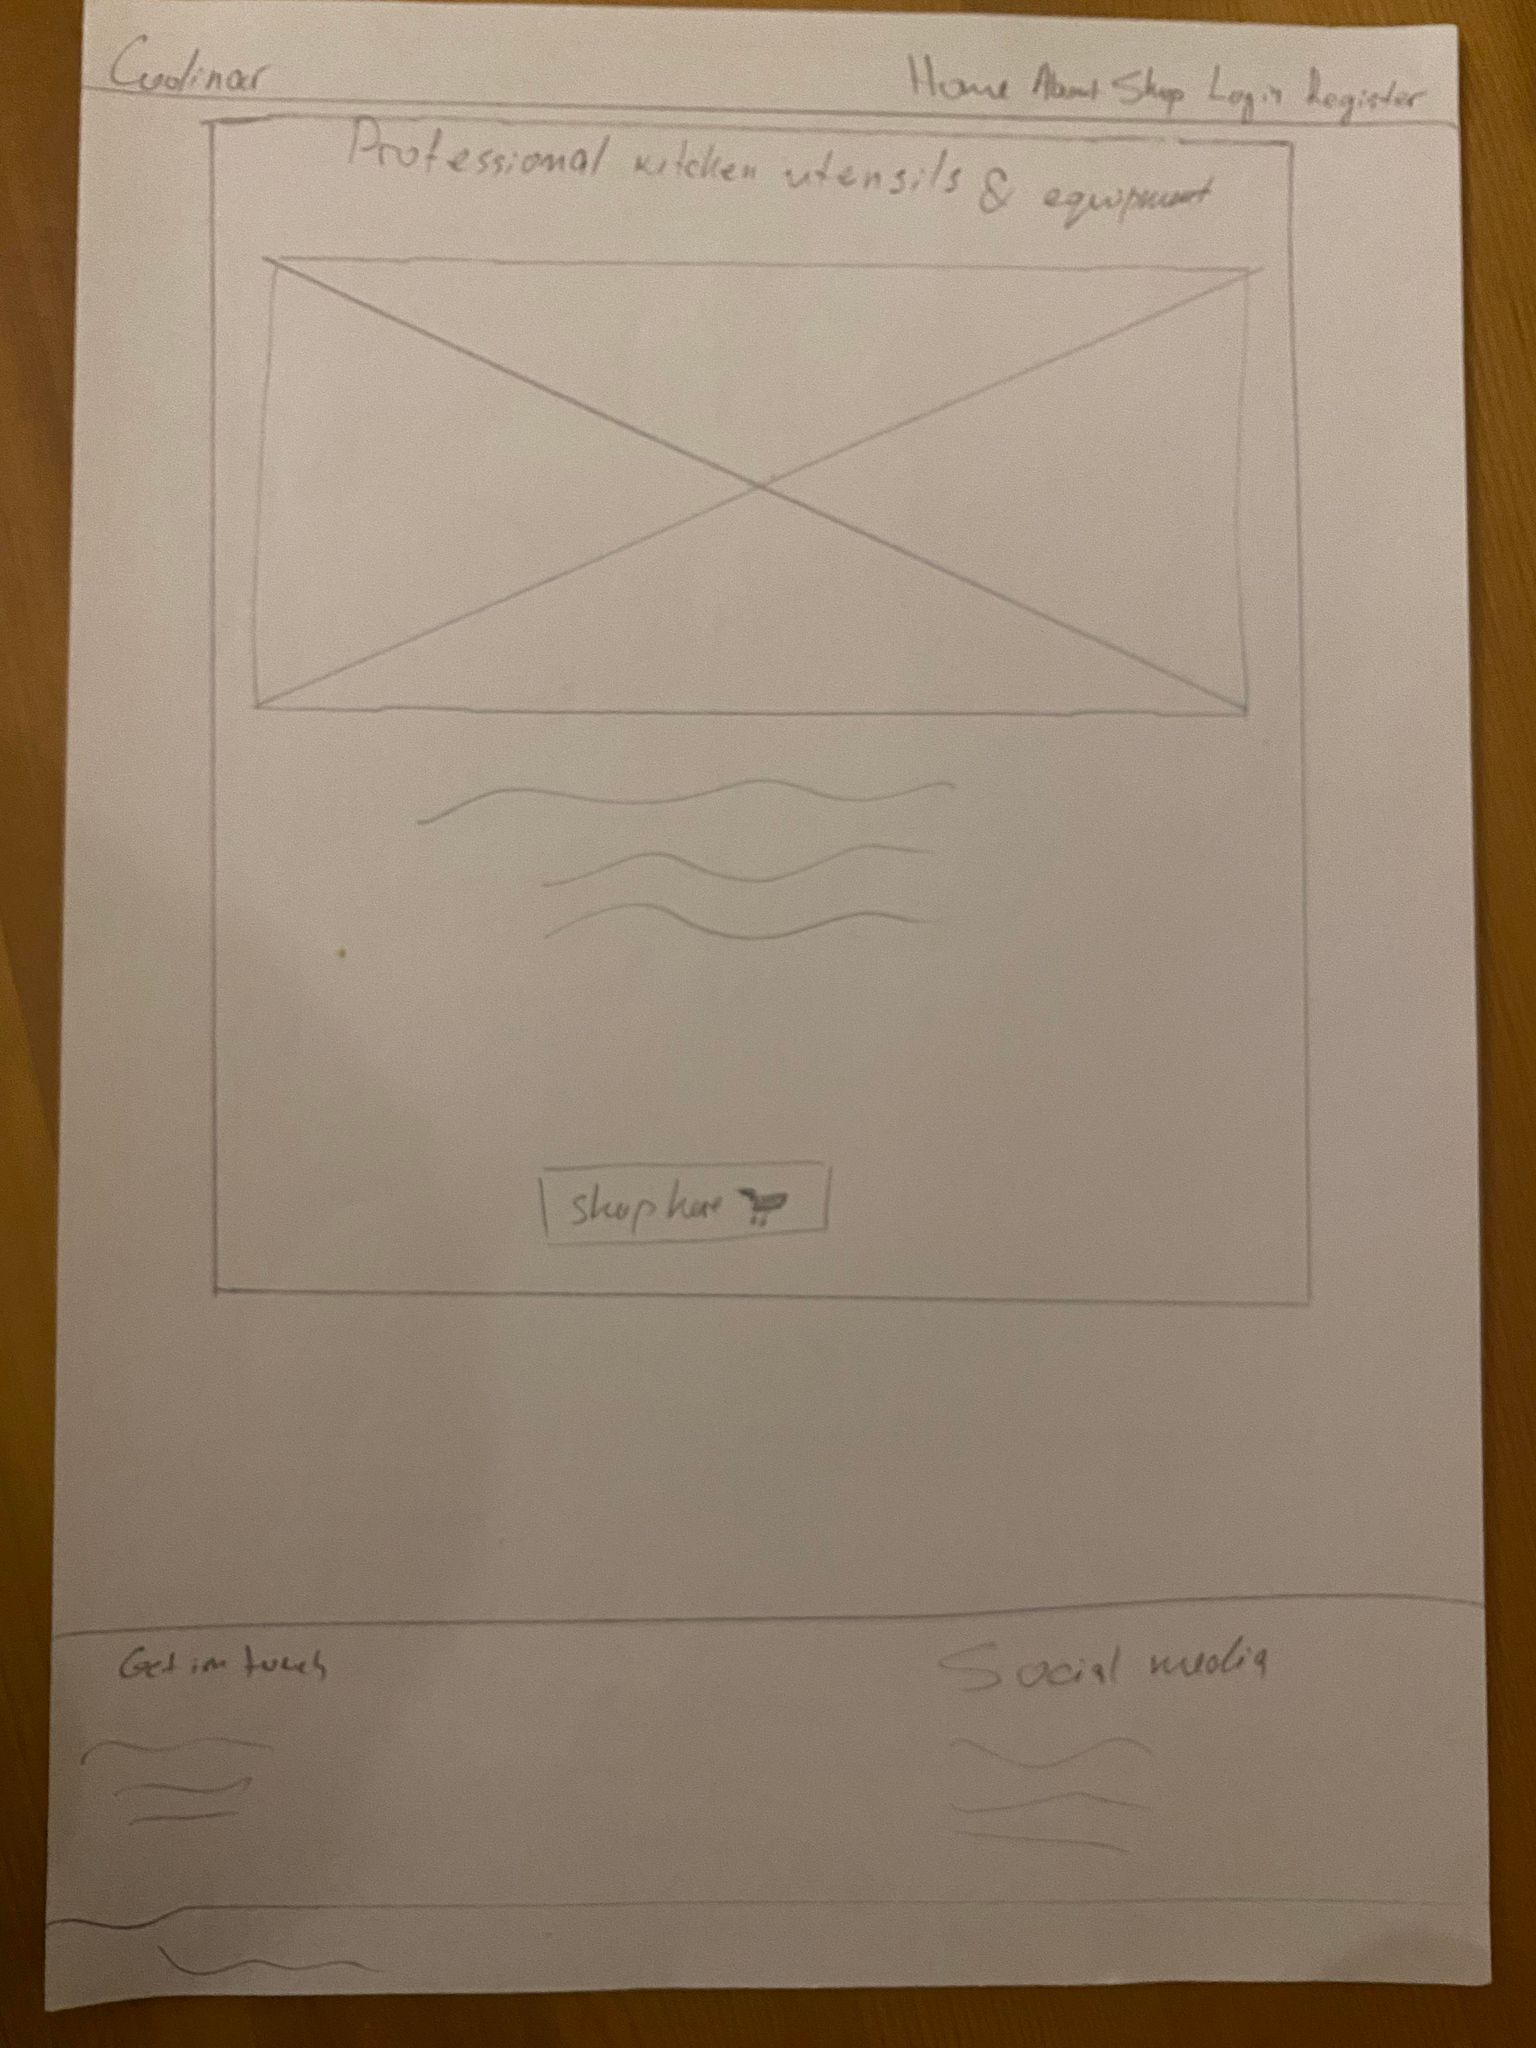 Culinar
Home About Shop Login Register
Professional kitchen utensils & equipment
shop here
Get in touch
Social media